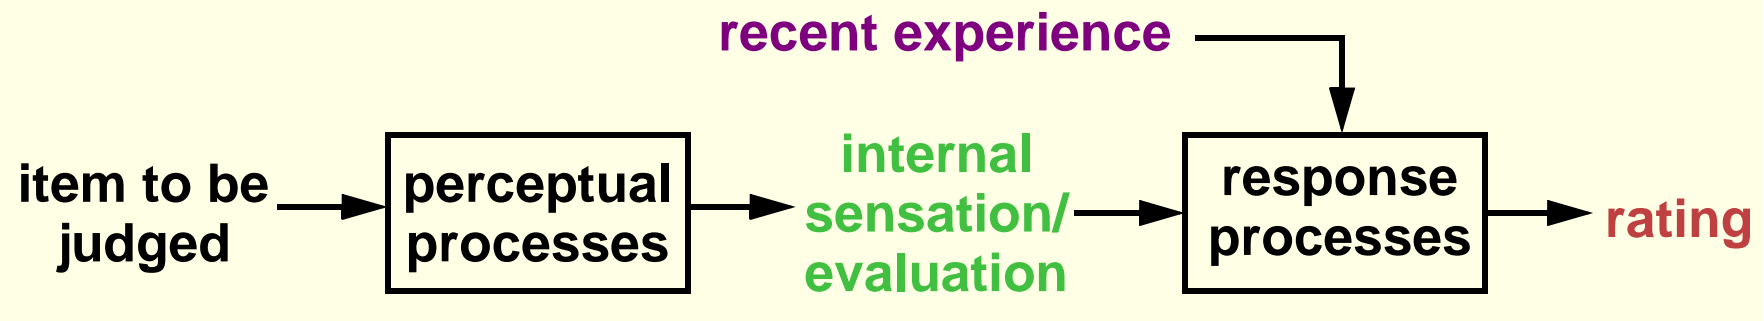 recent experience
item to be
judged
perceptual
processes
internal
sensation/
evaluation
response
processes
rating